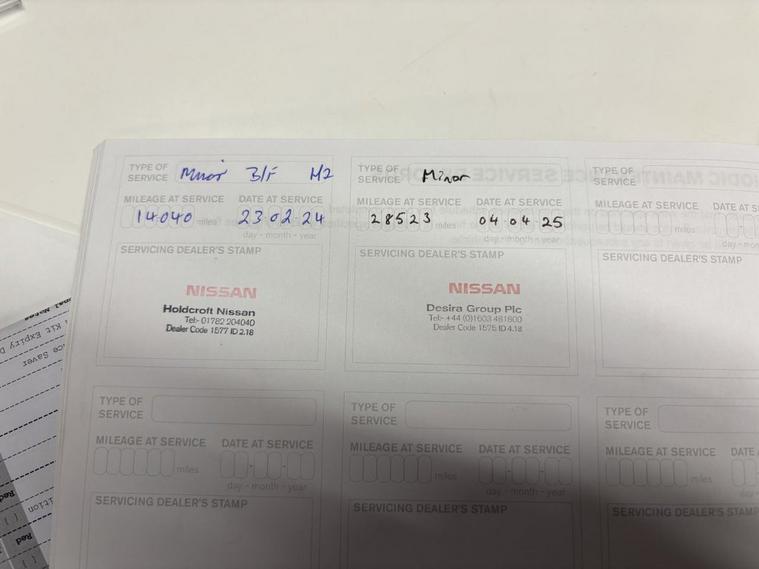 TYPE OF SERVICE Minor B/F M2
MILEAGE AT SERVICE DATE AT SERVICE
14040 miles 23 02 24
day - month - year
SERVICING DEALER'S STAMP
NISSAN
Holdcroft Nissan
Tel:- 01782 204040
Dealer Code 1577 ID 2.18
TYPE OF SERVICE Minor
MILEAGE AT SERVICE DATE AT SERVICE
28523 miles 04 04 25
day - month - year
SERVICING DEALER'S STAMP
NISSAN
Desira Group Plc
Tel:- +44 (0)1603 481600
Dealer Code 1575 ID 4.18
TYPE OF SERVICE
MILEAGE AT SERVICE DATE AT S
miles
SERVICING DEALER'S STAMP
TYPE OF SERVICE
MILEAGE AT SERVICE DATE AT SERVICE
miles
day - month - year
SERVICING DEALER'S STAMP
TYPE OF SERVICE
MILEAGE AT SERVICE DATE AT SERVICE
miles
day - month - year
SERVICING DEALER'S STAMP
TYPE OF SERVICE
MILEAGE AT SERVICE DATE
miles
SERVICING DEALER'S STAMP